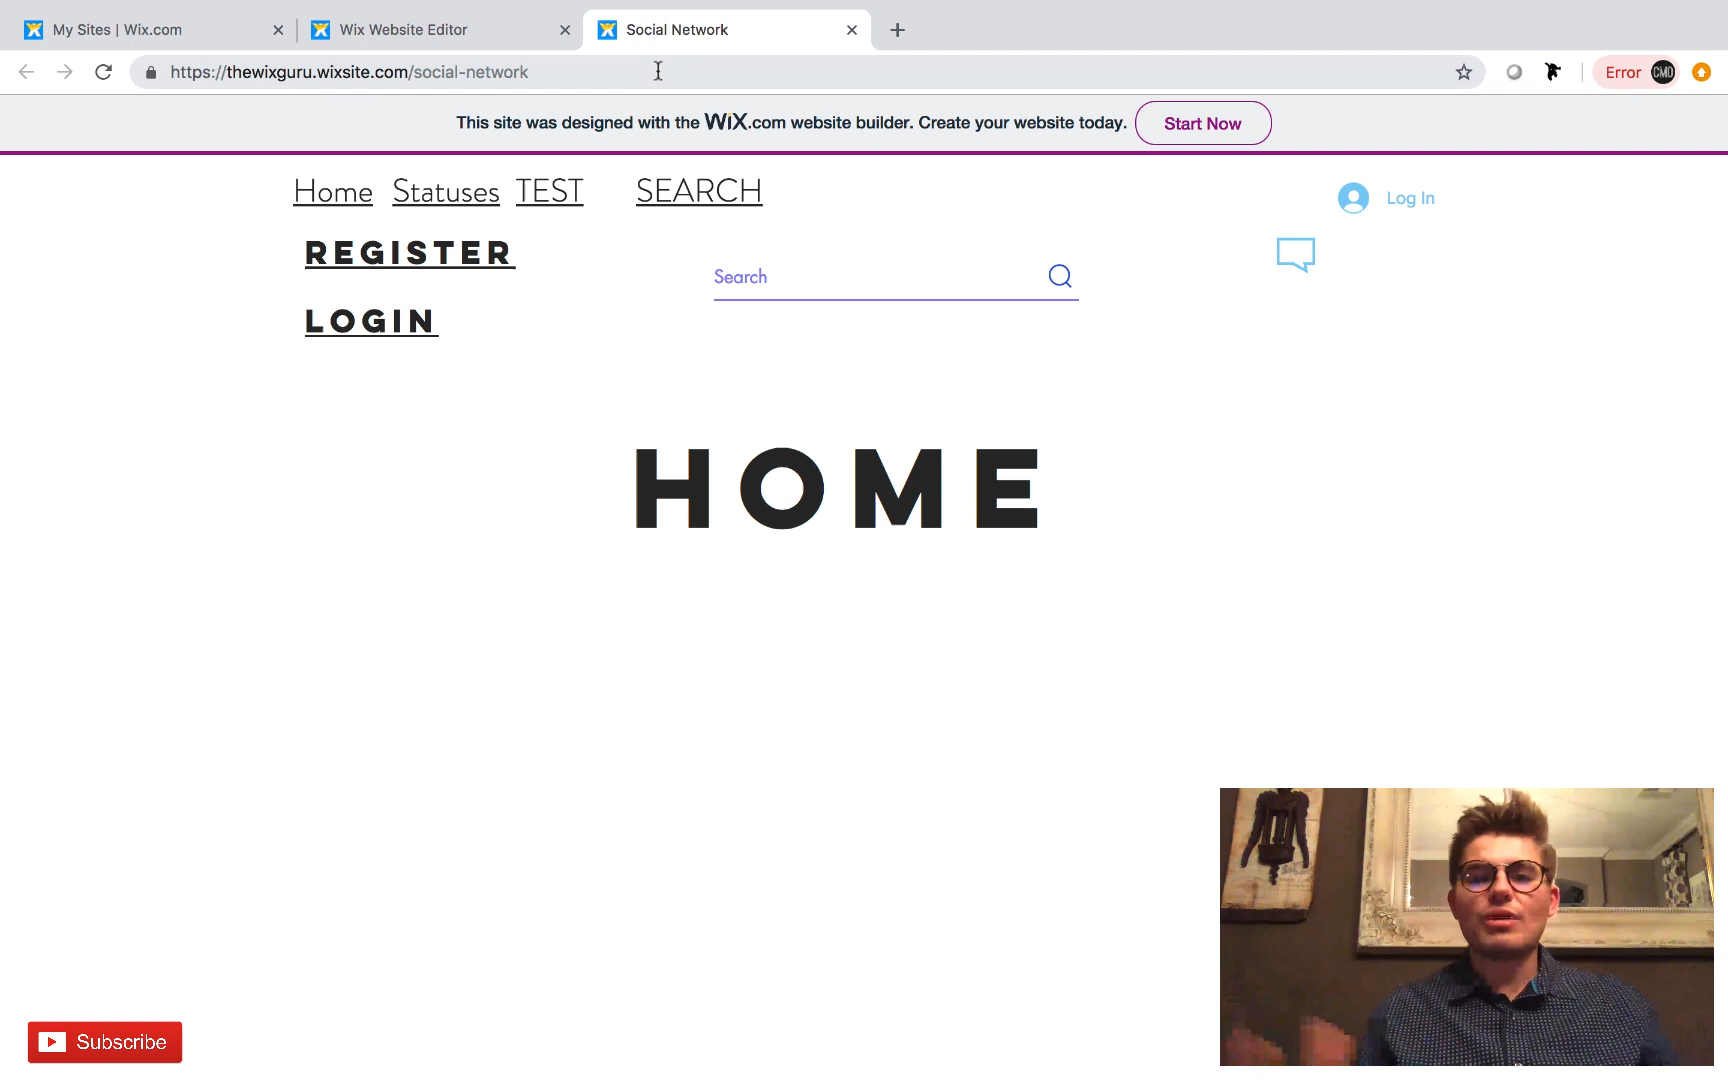 My Sites | Wix.com
Wix Website Editor
Social Network
https://thewixguru.wixsite.com/social-network
Error CMD
This site was designed with the WiX.com website builder. Create your website today.
Start Now
Home Statuses TEST SEARCH
Log In
REGISTER
Search
LOGIN
HOME
Subscribe